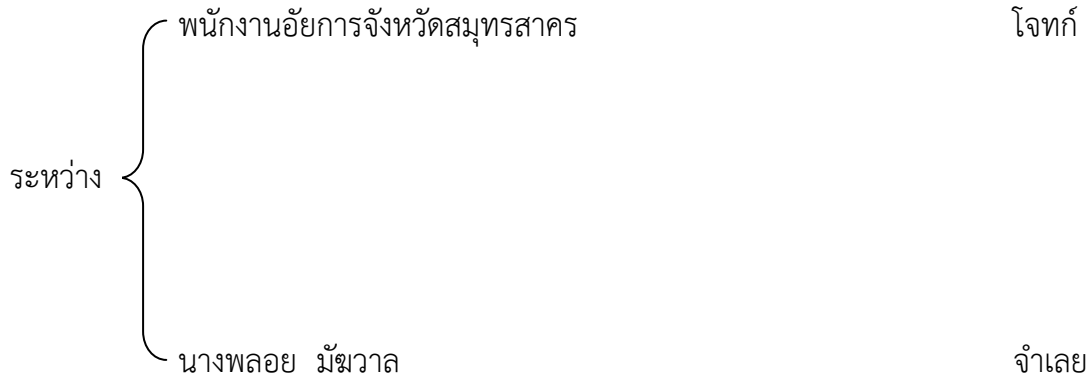 พนักงานอัยการจังหวัดสมุทรสาคร โจทก์
ระหว่าง
นางพลอย มัฆวาล จำเลย